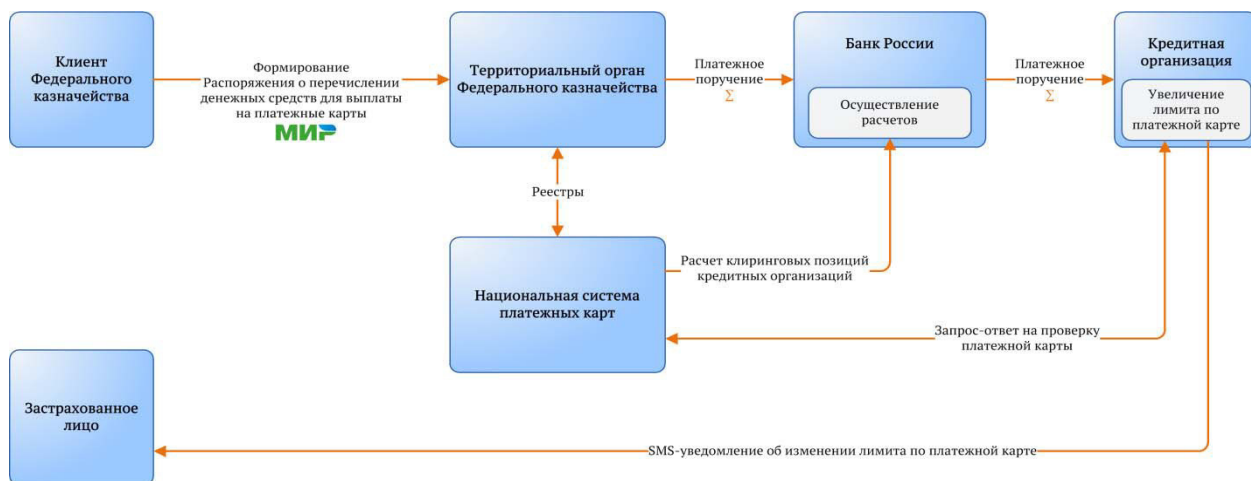 Клиент
Федерального
казначейства
Формирование
Распоряжения о перечислении
денежных средств для выплаты
на платежные карты
МИР
Территориальный орган
Федерального казначейства
Платежное
поручение
Σ
Банк России
Осуществление
расчетов
Платежное
поручение
Σ
Кредитная
организация
Увеличение
лимита по
платежной карте
Реестры
Национальная система
платежных карт
Расчет клиринговых позиций
кредитных организаций
Запрос-ответ на проверку
платежной карты
Застрахованное
лицо
SMS-уведомление об изменении лимита по платежной карте